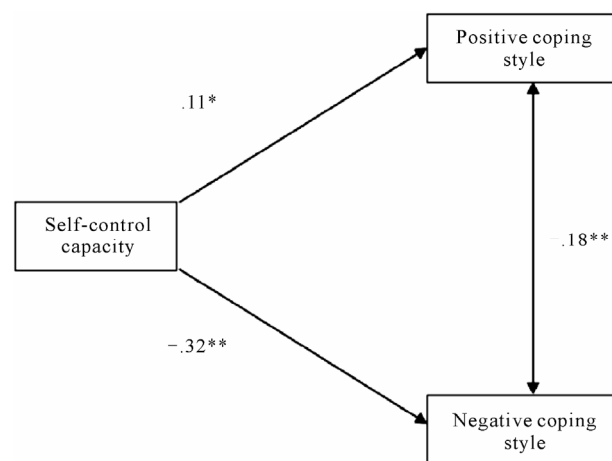 Positive coping
style
.11*
Self-control
capacity
−.18**
−.32**
Negative coping
style